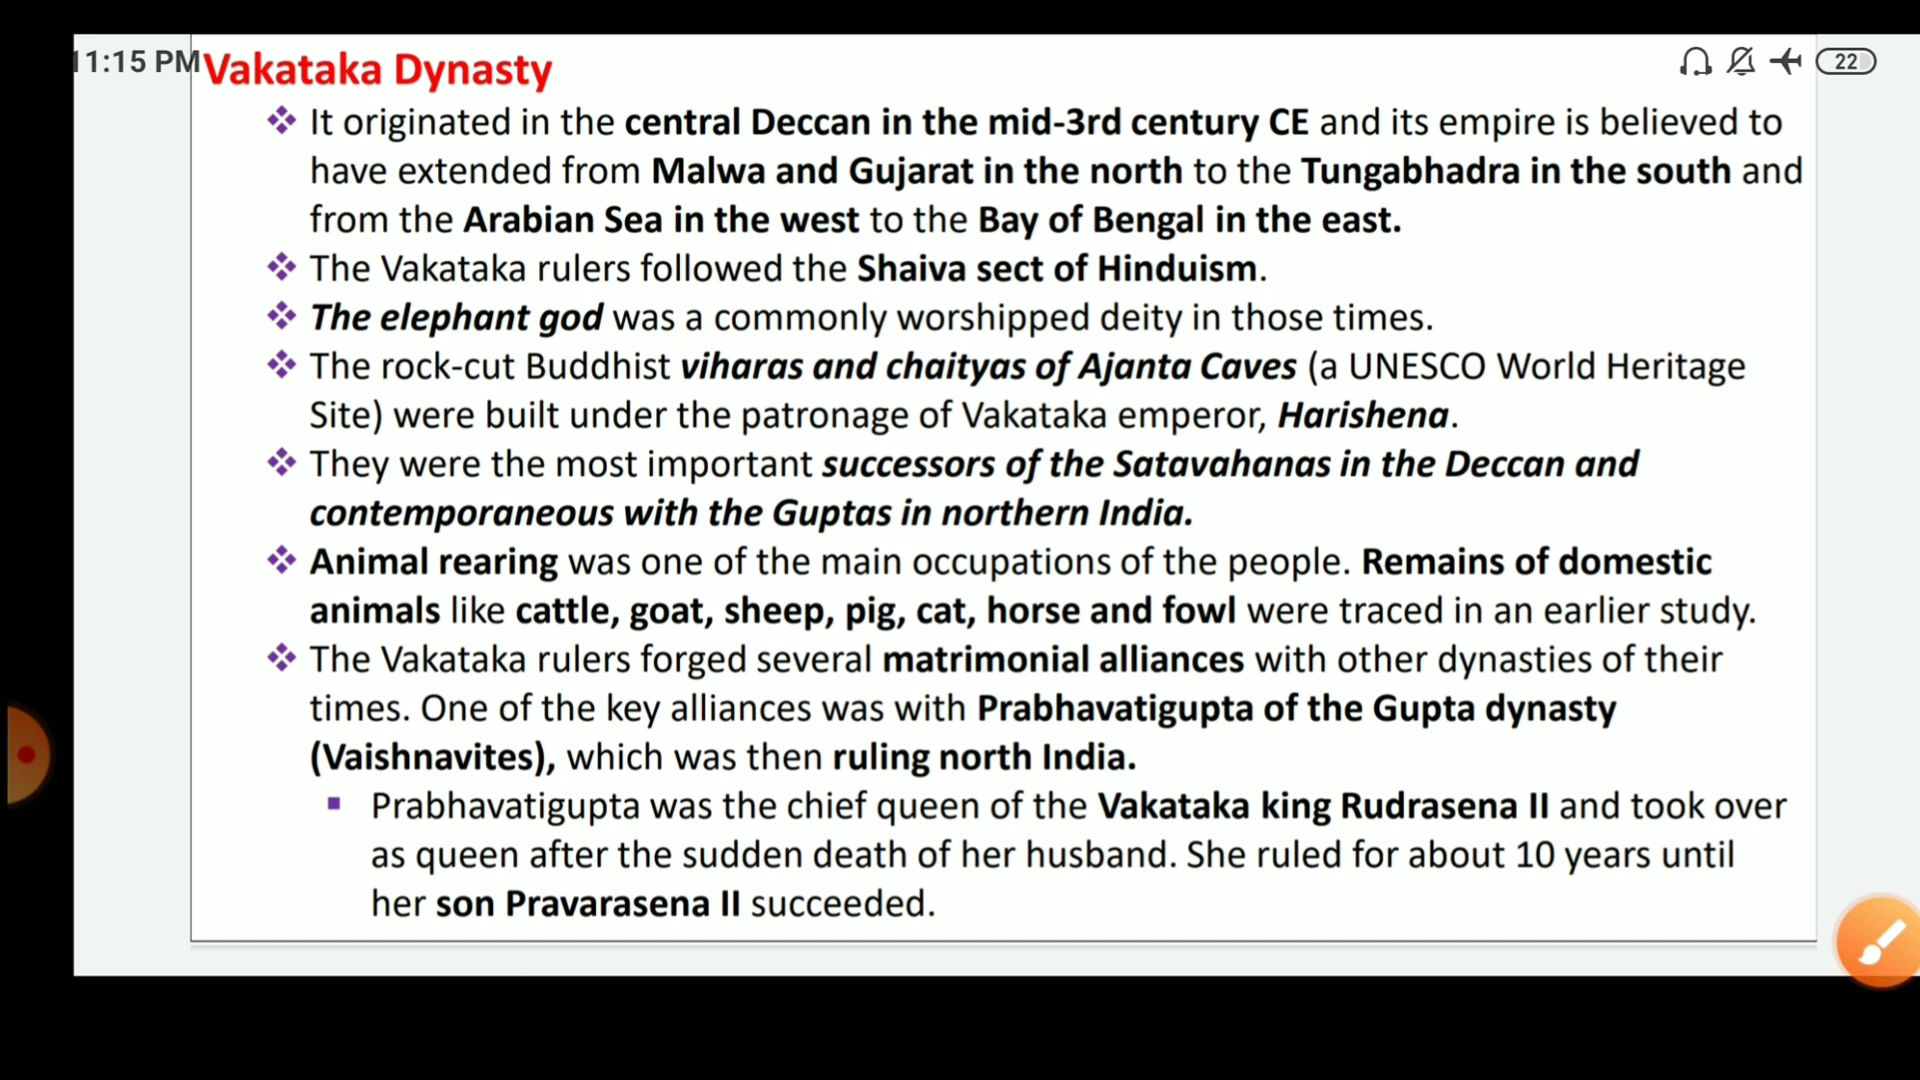 11:15 PM
22
Vakataka Dynasty
It originated in the central Deccan in the mid-3rd century CE and its empire is believed to
have extended from Malwa and Gujarat in the north to the Tungabhadra in the south and
from the Arabian Sea in the west to the Bay of Bengal in the east.
The Vakataka rulers followed the Shaiva sect of Hinduism.
The elephant god was a commonly worshipped deity in those times.
The rock-cut Buddhist viharas and chaityas of Ajanta Caves (a UNESCO World Heritage
Site) were built under the patronage of Vakataka emperor, Harishena.
They were the most important successors of the Satavahanas in the Deccan and
contemporaneous with the Guptas in northern India.
Animal rearing was one of the main occupations of the people. Remains of domestic
animals like cattle, goat, sheep, pig, cat, horse and fowl were traced in an earlier study.
The Vakataka rulers forged several matrimonial alliances with other dynasties of their
times. One of the key alliances was with Prabhavatigupta of the Gupta dynasty
(Vaishnavites), which was then ruling north India.
Prabhavatigupta was the chief queen of the Vakataka king Rudrasena II and took over
as queen after the sudden death of her husband. She ruled for about 10 years until
her son Pravarasena II succeeded.